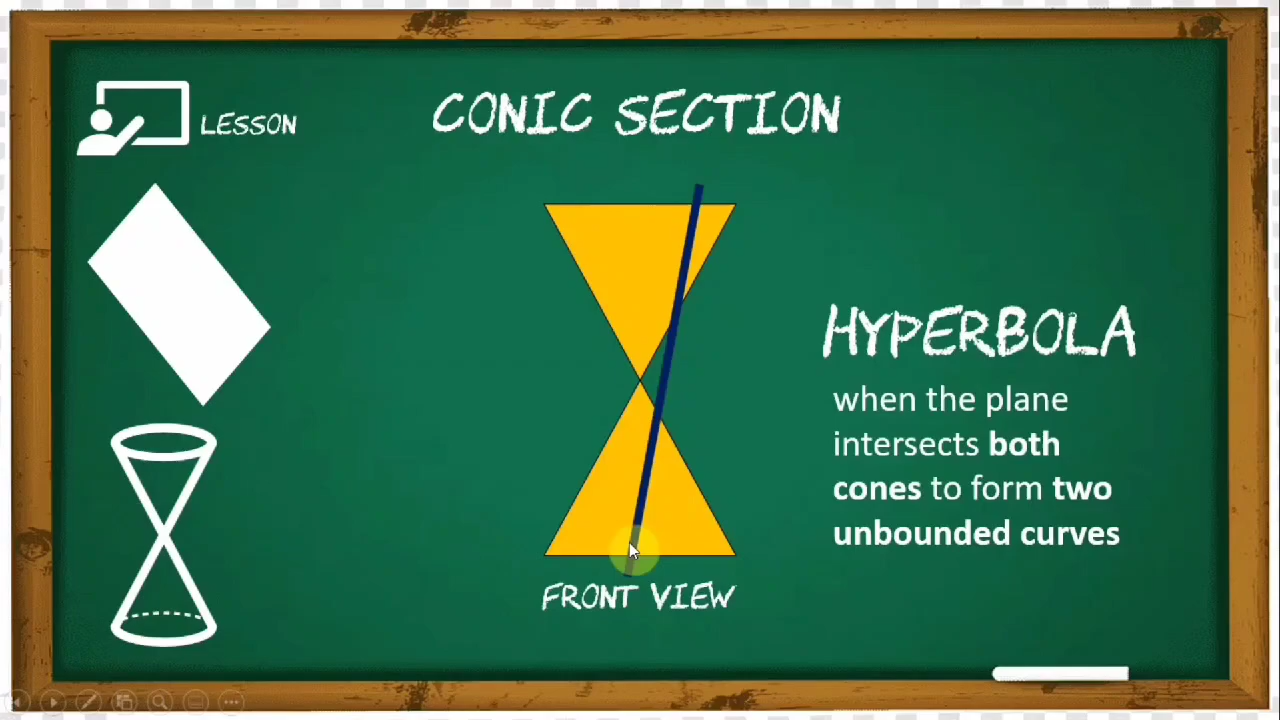 LESSON
CONIC SECTION
HYPERBOLA
when the plane
intersects both
cones to form two
unbounded curves
FRONT VIEW